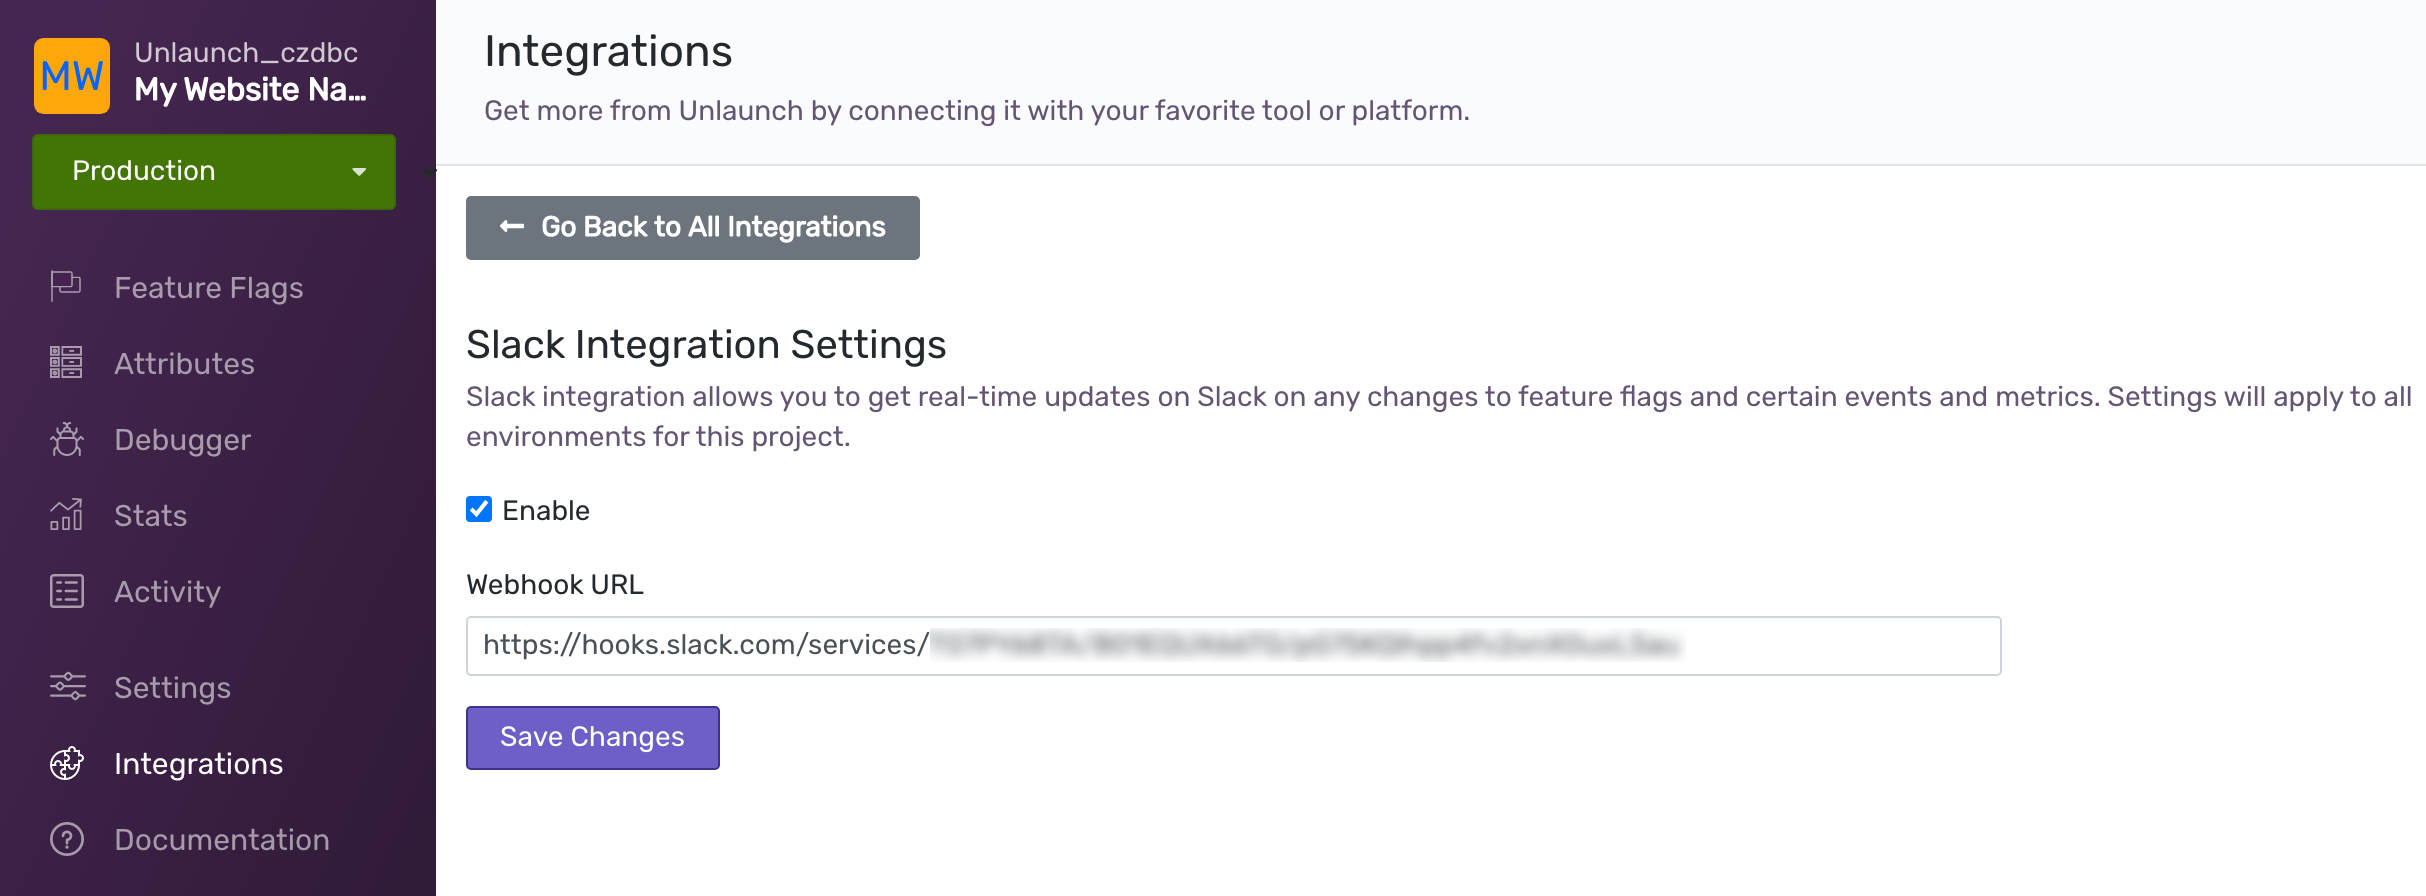 MW
Unlaunch_czdbc
My Website Na...
Production
Feature Flags
Attributes
Debugger
Stats
Activity
Settings
Integrations
Documentation
Integrations
Get more from Unlaunch by connecting it with your favorite tool or platform.
← Go Back to All Integrations
Slack Integration Settings
Slack integration allows you to get real-time updates on Slack on any changes to feature flags and certain events and metrics. Settings will apply to all
environments for this project.
Enable
Webhook URL
https://hooks.slack.com/services/
Save Changes